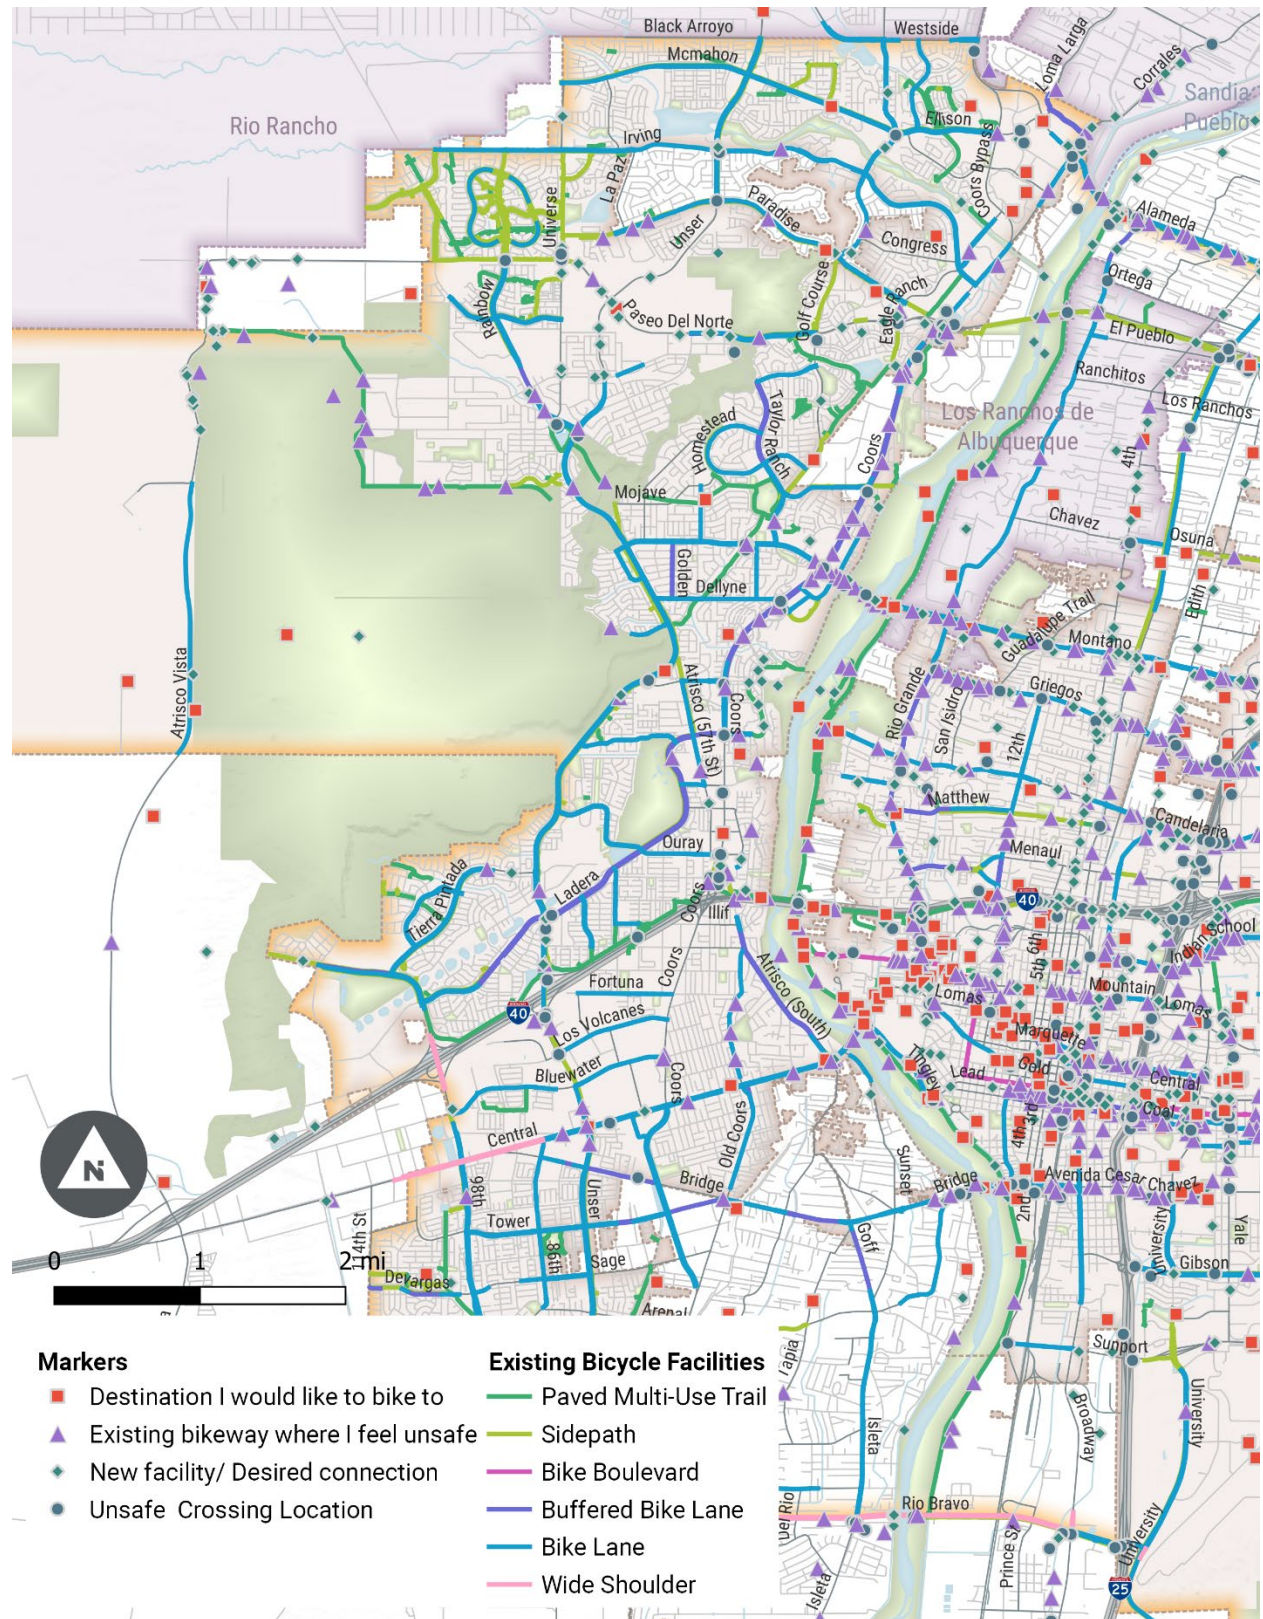 Black Arroyo
Westside
Loma Larga
Corrales
Mcmahon
Sandia
Pueblo
Rio Rancho
Ellison
Irving
La Paz
Coors Bypass
Universe
Paradise
Unser
Alameda
Congress
Ortega
Rainbow
Golf Course
Eagle Ranch
Paseo Del Norte
El Pueblo
Ranchitos
Los Ranchos
Los Ranchos de
Albuquerque
Taylor Ranch
Homestead
Coors
4th
Mojave
Chavez
Osuna
Golden
Dellyne
Edith
Guadalupe Trail
Montano
Atrisco Vista
Atrisco (57th St)
Coors
Rio Grande
San Isidro
Griegos
12th
Matthew
Candelaria
Menaul
Ouray
Ladera
Tierra Pintada
Coors
Illif
40
Indian School
5th
6th
Fortuna
Coors
Atrisco (South)
Lomas
Mountain
Lomas
40
Los Volcanes
Marquette
Bluewater
Coors
Tingley
Lead
Gold
Central
Coal
N
Central
Old Coors
4th
3rd
Sunset
Bridge
Bridge
Avenida Cesar Chavez
98th
Unser
2nd
University
Yale
114th St
Tower
86th
Sage
Goff
Gibson
0 1 2 mi
Devargas
Arenal
Sunport
Tapia
Isleta
Broadway
University
Markers
Destination I would like to bike to
Existing bikeway where I feel unsafe
New facility/ Desired connection
Unsafe Crossing Location
Existing Bicycle Facilities
Paved Multi-Use Trail
Sidepath
Bike Boulevard
Buffered Bike Lane
Bike Lane
Wide Shoulder
Del Rio
Rio Bravo
Prince St
University
Isleta
25